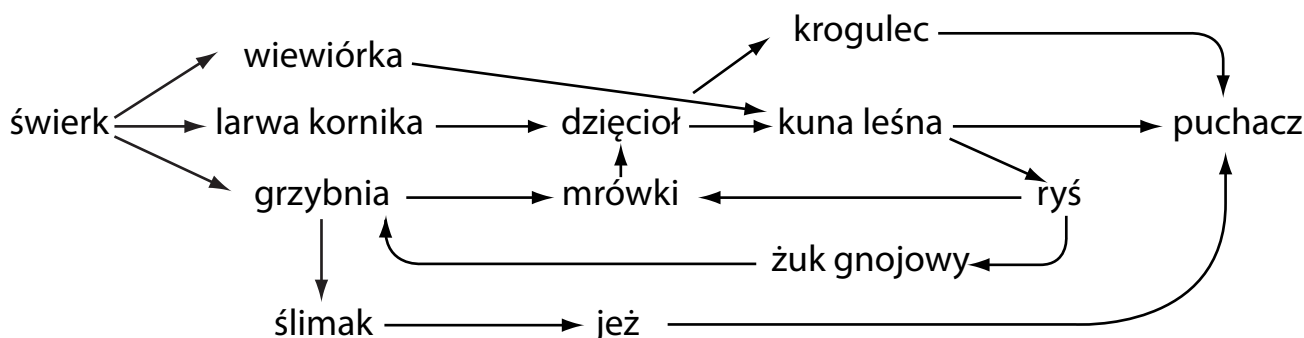 krogulec
wiewiórka
świerk larwa kornika dzięcioł kuna leśna puchacz
grzybnia mrówki ryś
żuk gnojowy
ślimak jeż